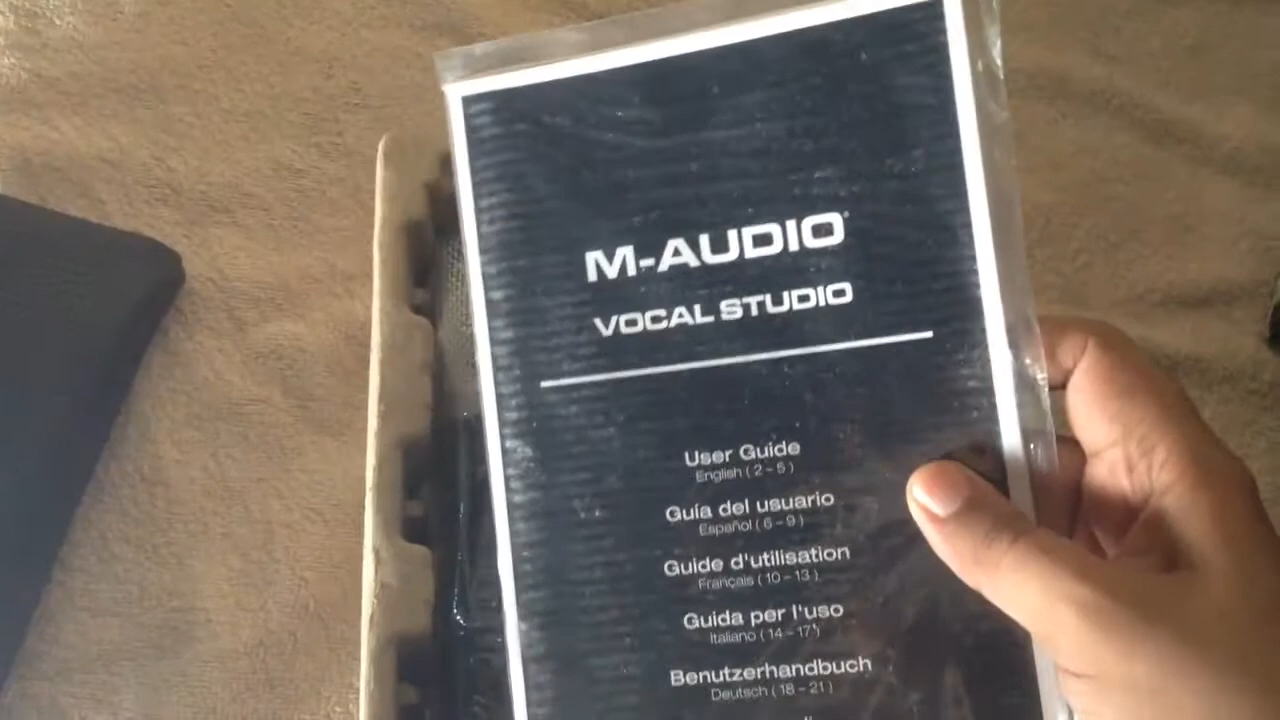 M-AUDIO
VOCAL STUDIO
User Guide
English ( 2 – 5 )
Guía del usuario
Español ( 6 – 9 )
Guide d'utilisation
Français ( 10 – 13 )
Guida per l'uso
Italiano ( 14 – 17 )
Benutzerhandbuch
Deutsch ( 18 – 21 )